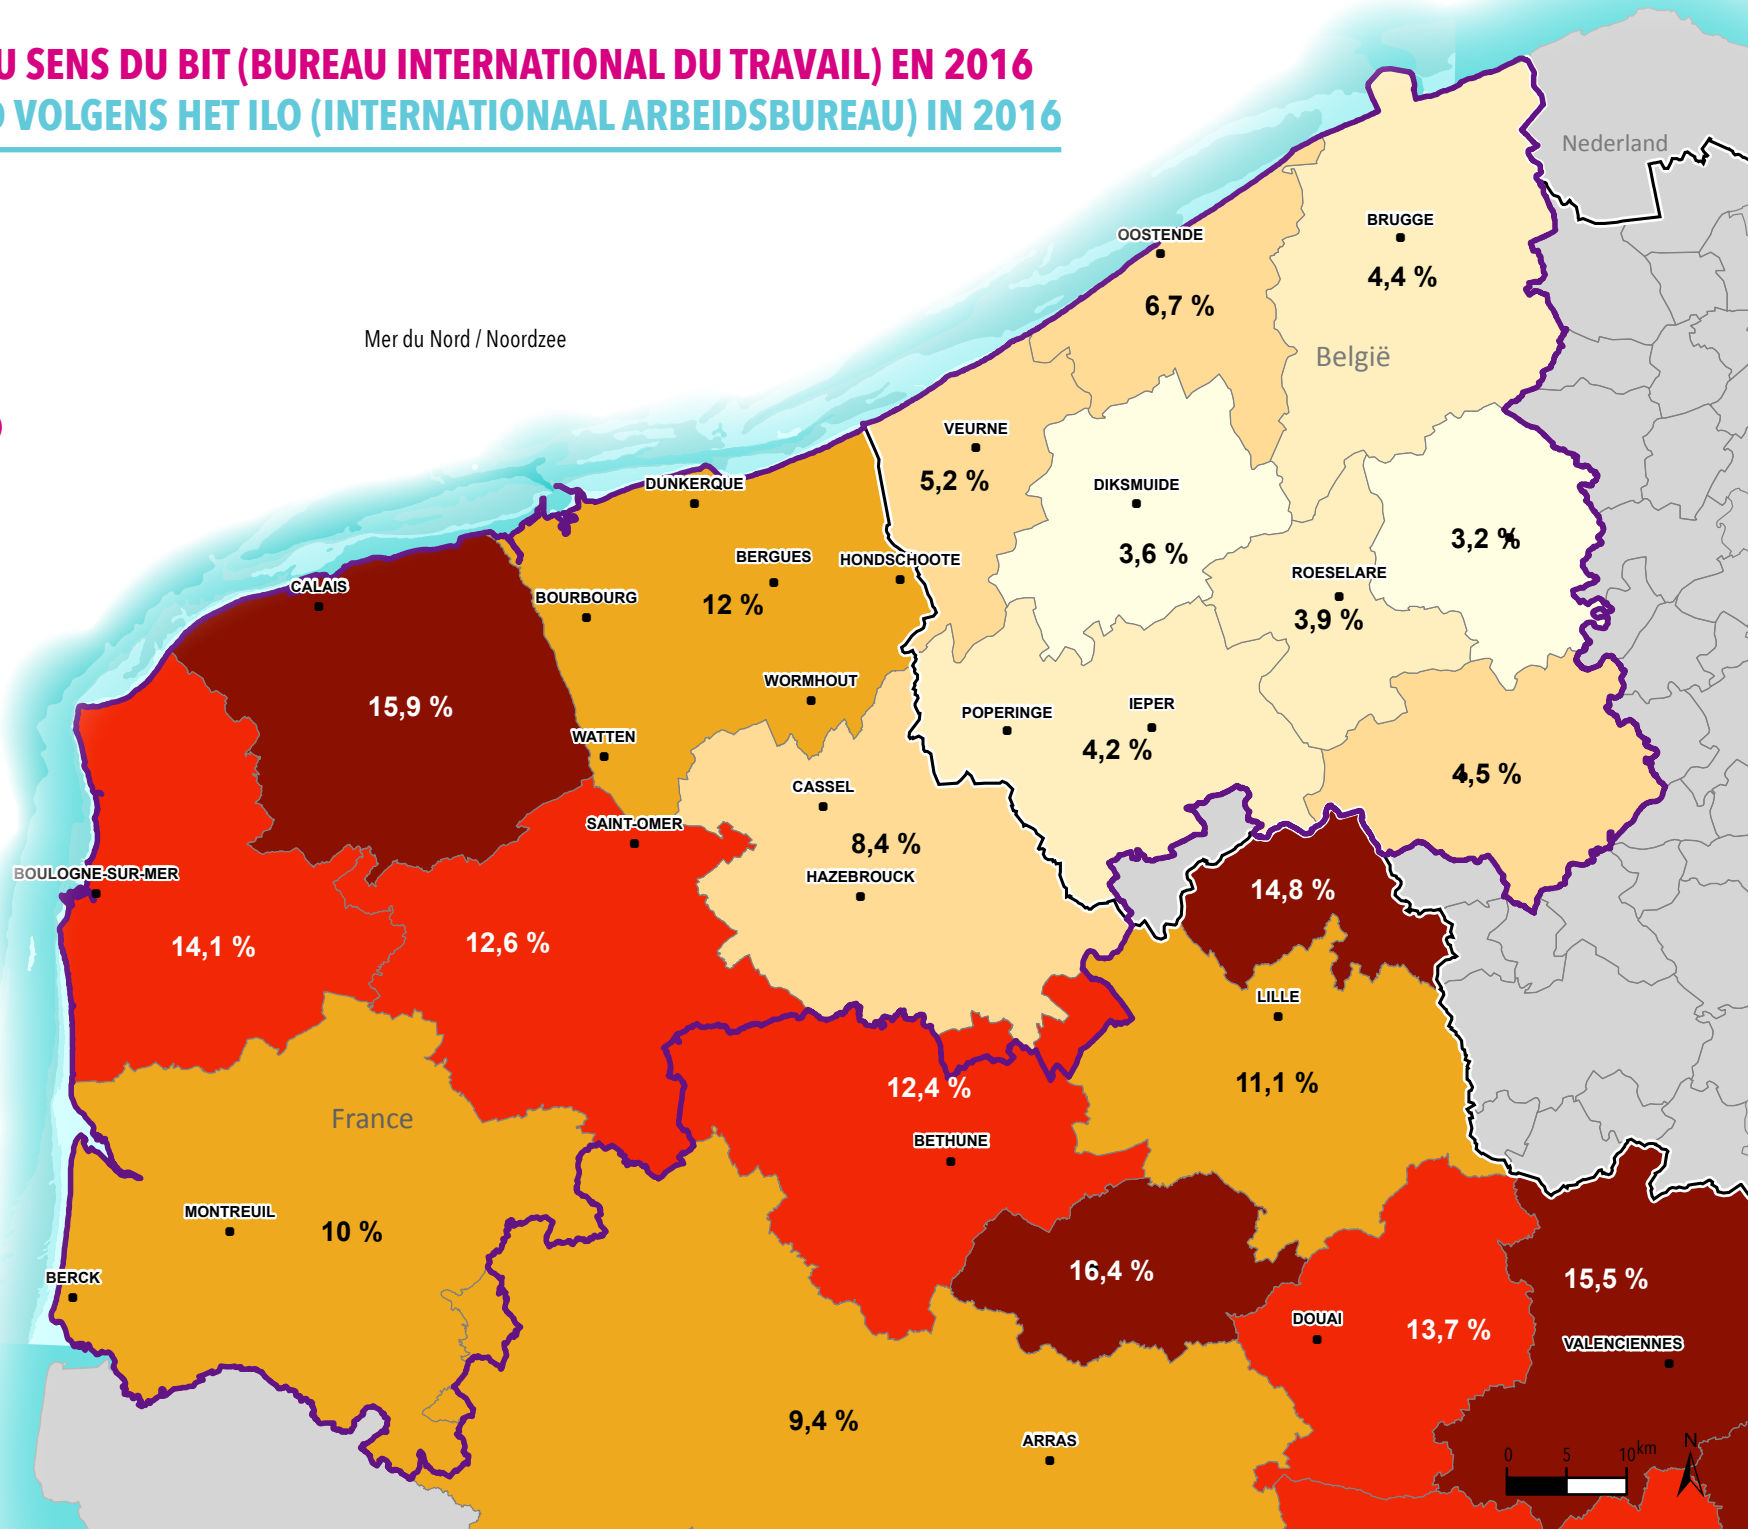 U SENS DU BIT (BUREAU INTERNATIONAL DU TRAVAIL) EN 2016
VOLGENS HET ILO (INTERNATIONAAL ARBEIDSBUREAU) IN 2016
Nederland
BRUGGE
OOSTENDE
4,4 %
6,7 %
Mer du Nord / Noordzee
België
VEURNE
5,2 %
DIKSMUIDE
DUNKERQUE
3,2 %
3,6 %
BERGUES
HONDSCHOOTE
ROESELARE
CALAIS
BOURBOURG
12 %
3,9 %
WORMHOUT
15,9 %
POPERINGE
IEPER
WATTEN
4,2 %
4,5 %
CASSEL
SAINT-OMER
8,4 %
BOULOGNE-SUR-MER
HAZEBROUCK
14,8 %
14,1 %
12,6 %
LILLE
11,1 %
12,4 %
France
BETHUNE
MONTREUIL
10 %
16,4 %
BERCK
15,5 %
DOUAI
13,7 %
VALENCIENNES
9,4 %
ARRAS
N
0 5 10km